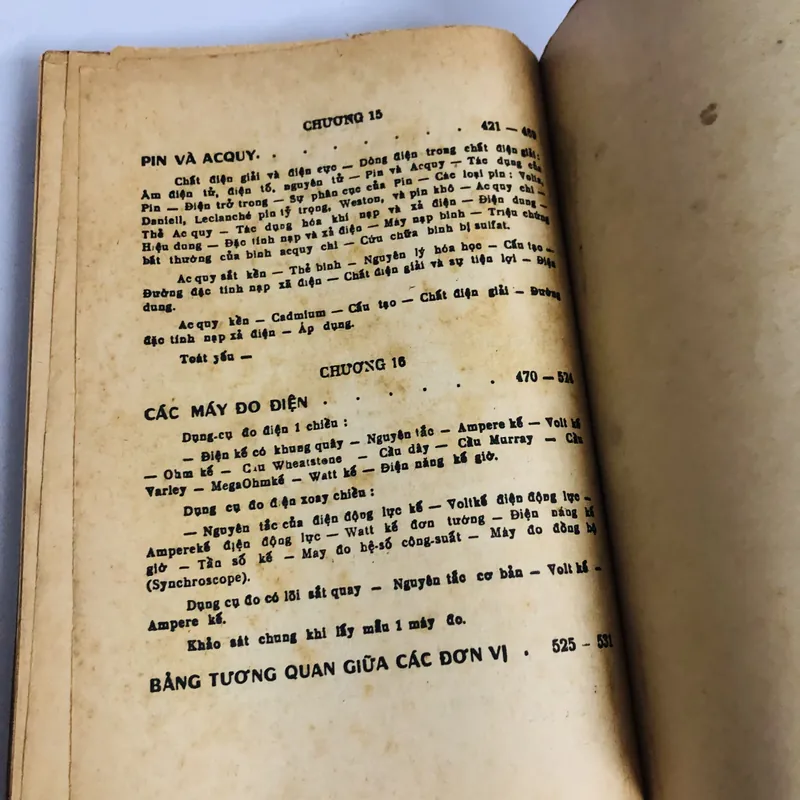 CHƯƠNG 15
PIN VÀ ACQUY. . . . . . . . 421 — 469
Chất điện giải và điện cực — Dòng điện trong chất điện giải :
Âm điện tử, điện tố, nguyên tử — Pin và Acquy — Tác dụng của
Pin — Điện trở trong — Sự phân cực của Pin — Các loại pin : Volta,
Daniell, Leclanché pin tỷ trọng, Weston, và pin khô — Ac quy chì —
Thẻ Ac quy — Tác dụng hóa khi nạp và xả điện — Điện dung —
Hiệu dung — Đặc tính nạp và xả điện — Máy nạp bình — Triệu chứng
bất thường của bình acquy chì — Cứu chữa bình bị sulfat.
Ac quy sắt kền — Thẻ bình — Nguyên lý hóa học — Cấu tạo —
Đường đặc tính nạp xã điện — Chất điện giải và sự tiện lợi — Điện
dung.
Ac quy kền — Cadmium — Cấu tạo — Chất điện giải — Đường
đặc tính nạp xả điện — Áp dụng.
Toát yếu —
CHƯƠNG 16
CÁC MÁY ĐO ĐIỆN . . . . . . . 470 — 524
Dụng-cụ đo điện 1 chiều :
— Điện kế có khung quây — Nguyên tắc — Ampere kế — Volt kế
— Ohm kế — Cầu Wheatstone — Cầu dây — Cầu Murray — Cầu
Varley — MegaOhmkế — Watt kế — Điện năng kế giờ.
Dụng cụ đo điện xoay chiều :
— Nguyên tắc của điện động lực kế — Voltkế điện động lực —
Amperekế điện động lực — Watt kế đơn tướng — Điện năng kế
giờ — Tần số kế — May đo hệ-số công-suất — Máy đo đồng bộ
(Synchroscope).
Dụng cụ đo có lõi sắt quay — Nguyên tắc cơ bản — Volt kế —
Ampere kế.
Khảo sát chung khi lấy mẫu 1 máy đo.
BẢNG TƯƠNG QUAN GIỮA CÁC ĐƠN VỊ . 525 — 531